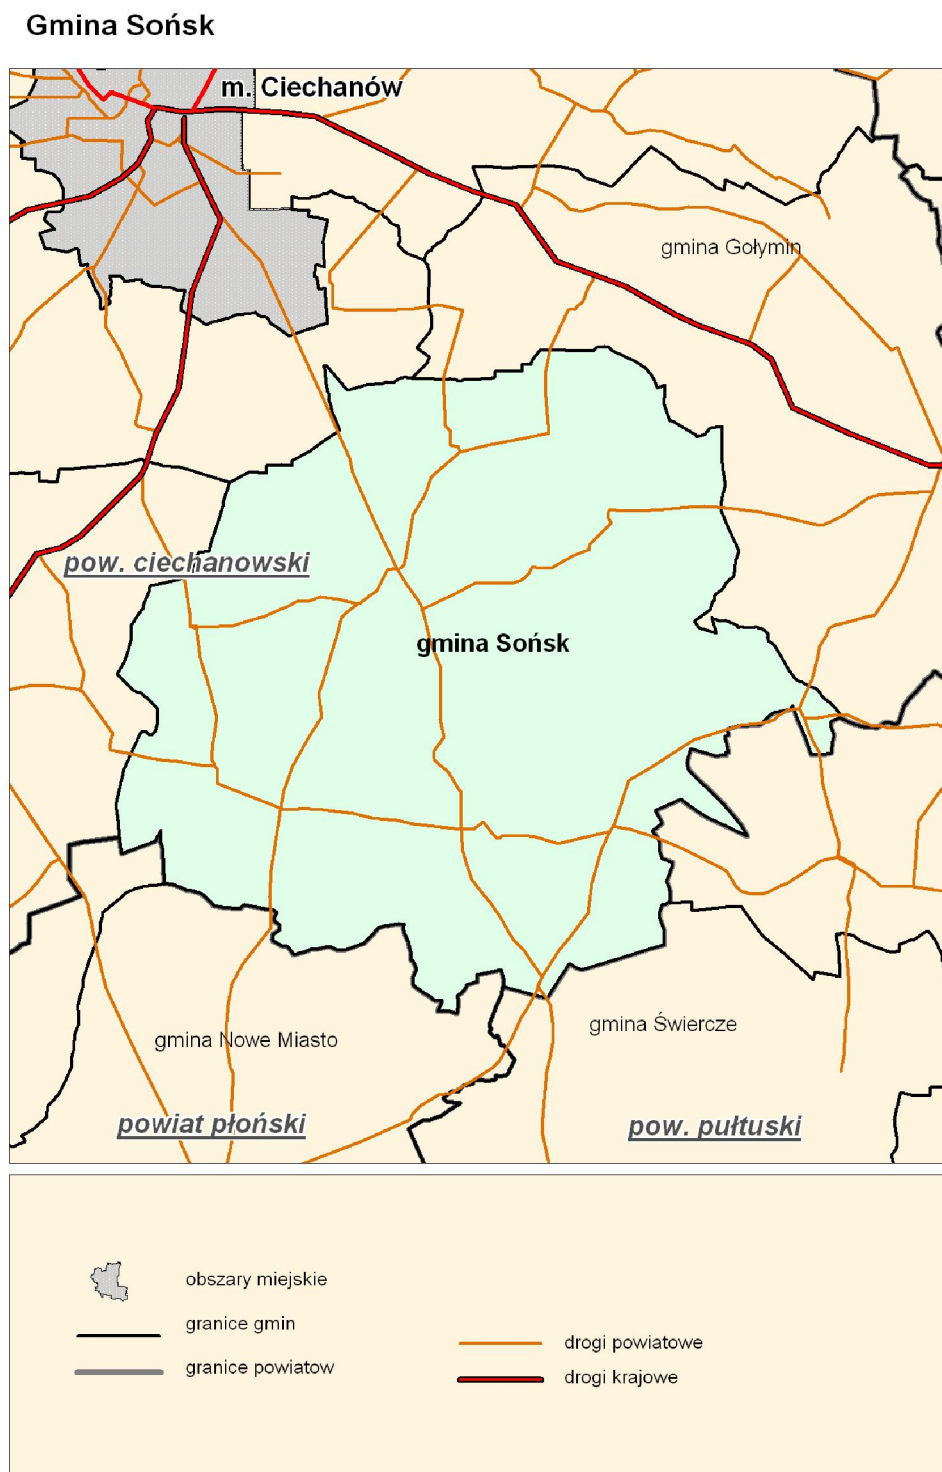 Gmina Sońsk
m. Ciechanów
gmina Gołymin
pow. ciechanowski
gmina Sońsk
gmina Świercze
gmina Nowe Miasto
powiat płoński
pow. pułtuski
obszary miejskie
granice gmin
granice powiatow
drogi powiatowe
drogi krajowe